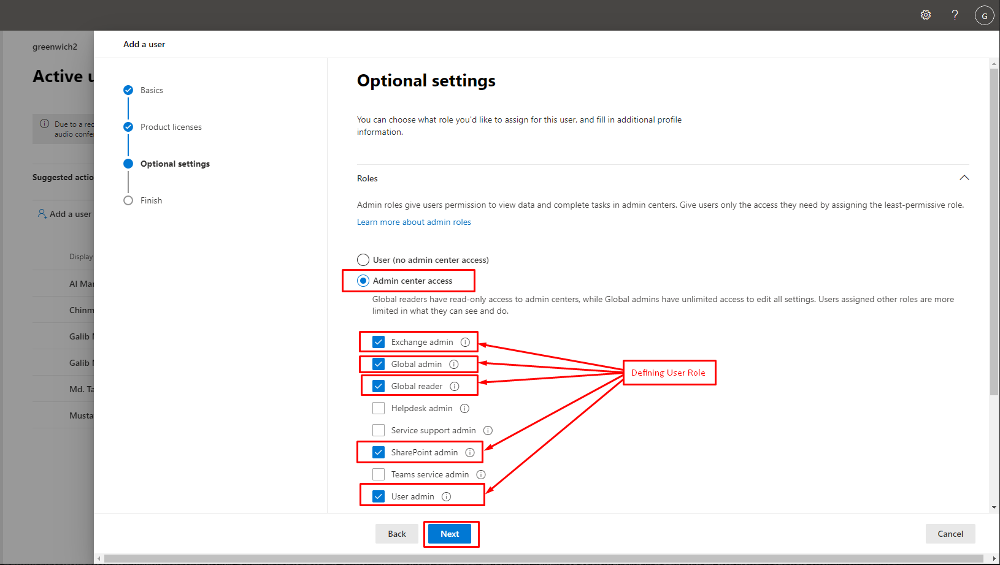 G
greenwich2
Active u
Due to a rec
audio confe
Suggested actio
Add a user
Display
Al Mar
Chinm
Galib M
Galib M
Md. Ta
Musta
Add a user
Basics
Product licenses
Optional settings
Finish
Optional settings
You can choose what role you'd like to assign for this user, and fill in additional profile
information.
Roles
Admin roles give users permission to view data and complete tasks in admin centers. Give users only the access they need by assigning the least-permissive role.
Learn more about admin roles
User (no admin center access)
Admin center access
Global readers have read-only access to admin centers, while Global admins have unlimited access to edit all settings. Users assigned other roles are more
limited in what they can see and do.
Exchange admin
Global admin
Global reader
Helpdesk admin
Service support admin
SharePoint admin
Teams service admin
User admin
Defining User Role
Back
Next
Cancel